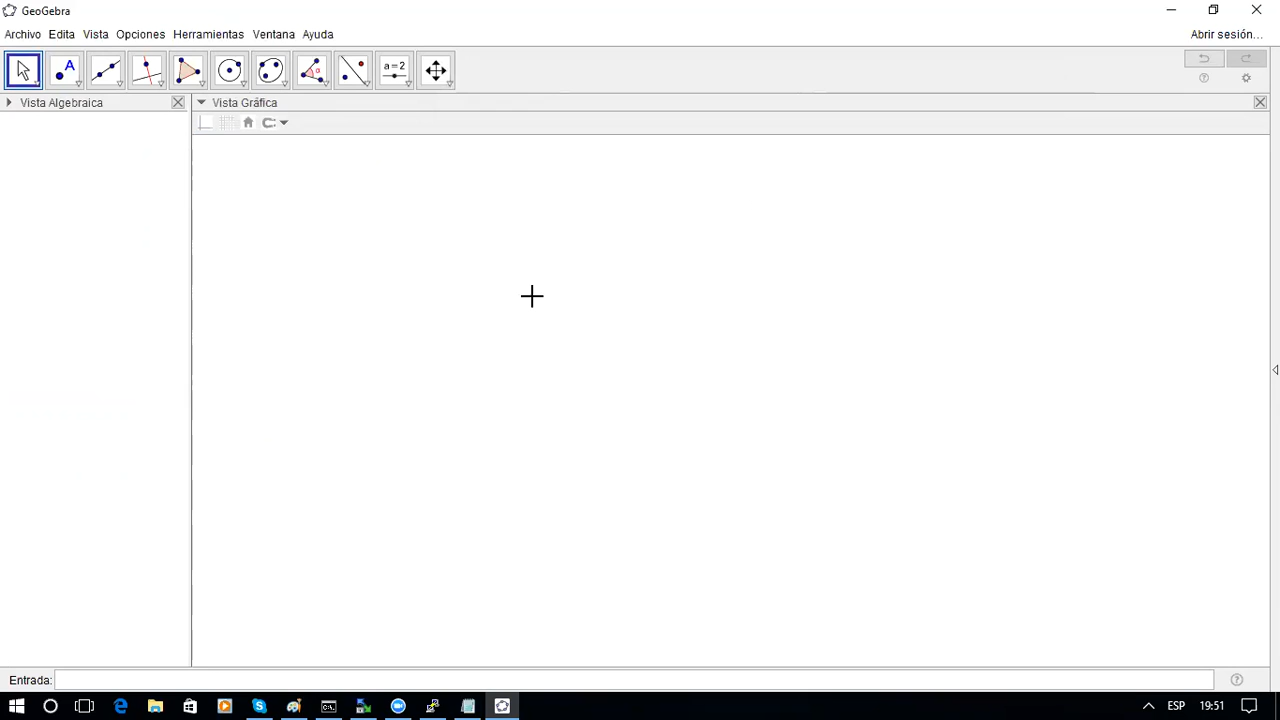 GeoGebra
Archivo Edita Vista Opciones Herramientas Ventana Ayuda Abrir sesión...
A α a = 2
Vista Algebraica Vista Gráfica
Entrada:
ESP 19:51